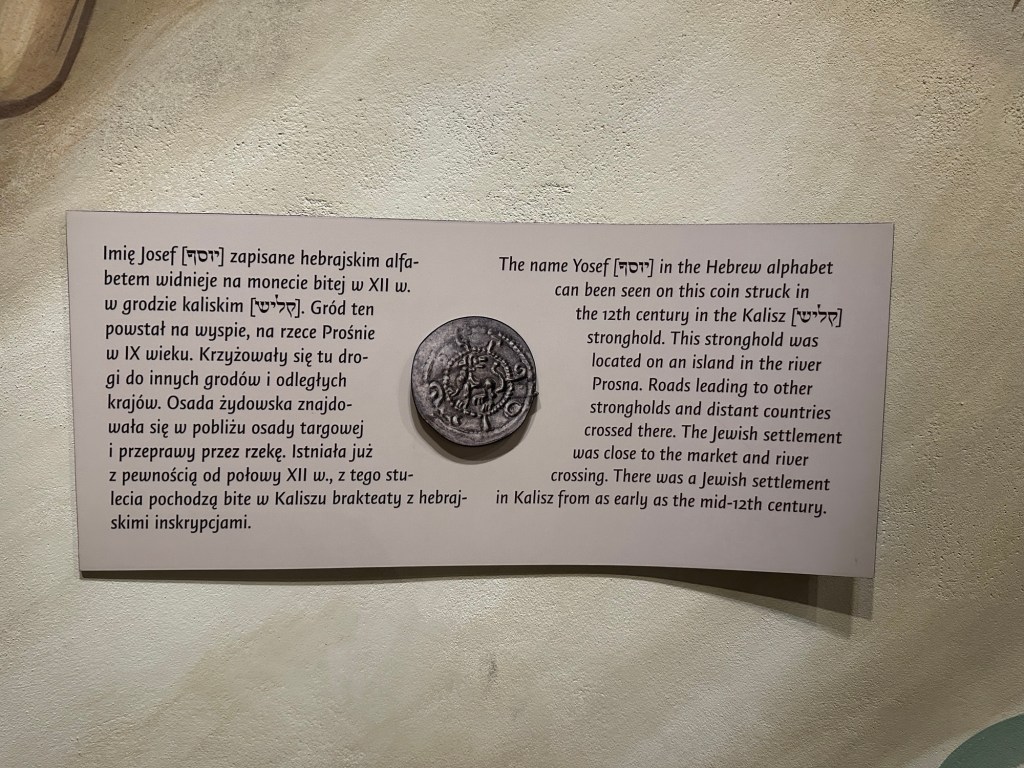 Imię Josef [יוסף] zapisane hebrajskim alfa-
betem widnieje na monecie bitej w XII w.
w grodzie kaliskim [קליש']. Gród ten
powstał na wyspie, na rzece Prośnie
w IX wieku. Krzyżowały się tu dro-
gi do innych grodów i odległych
krajów. Osada żydowska znajdo-
wała się w pobliżu osady targowej
i przeprawy przez rzekę. Istniała już
z pewnością od połowy XII w., z tego stu-
lecia pochodzą bite w Kaliszu brakteaty z hebraj-
skimi inskrypcjami.
The name Yosef [יוסף] in the Hebrew alphabet
can been seen on this coin struck in
the 12th century in the Kalisz [קליש']
stronghold. This stronghold was
located on an island in the river
Prosna. Roads leading to other
strongholds and distant countries
crossed there. The Jewish settlement
was close to the market and river
crossing. There was a Jewish settlement
in Kalisz from as early as the mid-12th century.